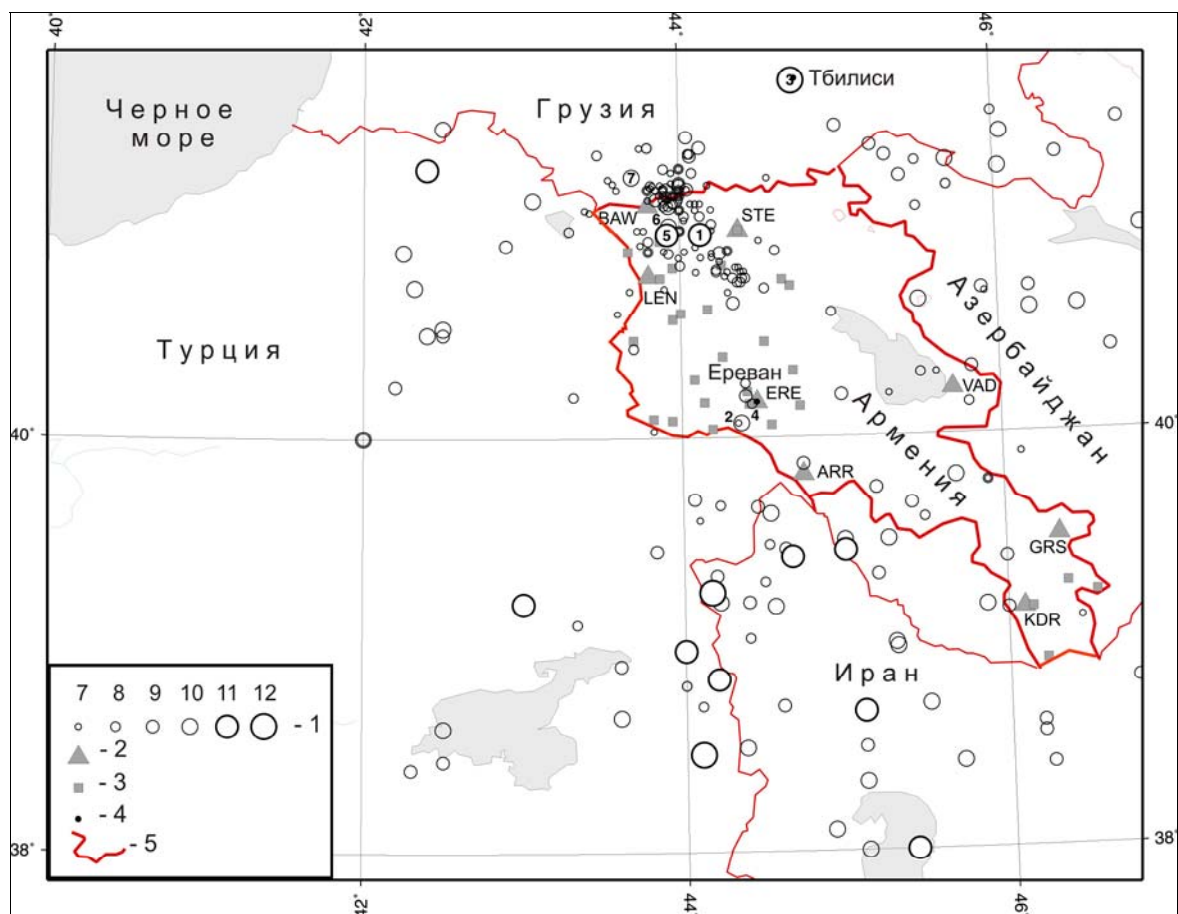 40°
42°
44°
46°
Черное
море
Грузия
3
Тбилиси
7
BAW
6
5
1
STE
LEN
Турция
Азербайджан
Ереван
ERE
2
4
VAD
Армения
40°
40°
ARR
GRS
KDR
Иран
7 8 9 10 11 12
- 1
- 2
- 3
- 4
- 5
38°
38°
42°
44°
46°